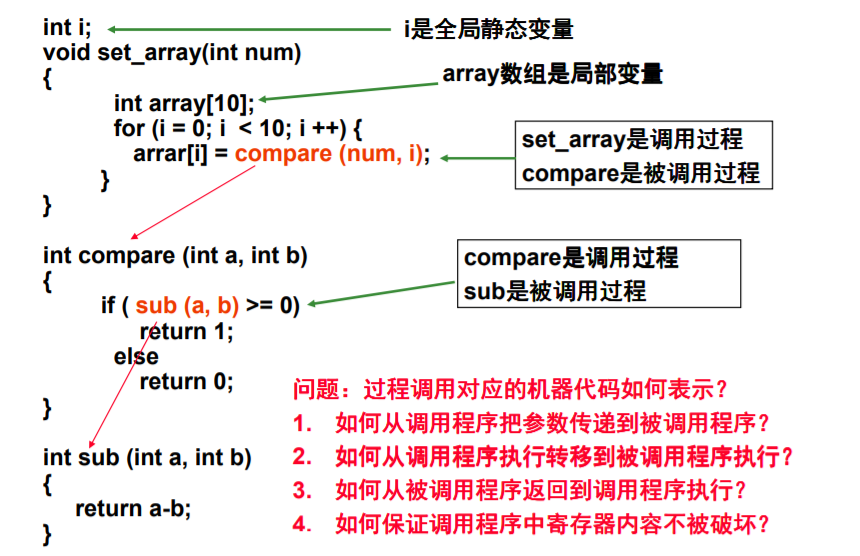 int i;
i是全局静态变量
void set_array(int num)
{
array数组是局部变量
int array[10];
for (i = 0; i < 10; i ++) {
arrar[i] = compare (num, i);
set_array是调用过程
compare是被调用过程
}
}
int compare (int a, int b)
{
compare是调用过程
sub是被调用过程
if ( sub (a, b) >= 0)
return 1;
else
return 0;
}
问题：过程调用对应的机器代码如何表示？
1. 如何从调用程序把参数传递到被调用程序？
2. 如何从调用程序执行转移到被调用程序执行？
3. 如何从被调用程序返回到调用程序执行？
4. 如何保证调用程序中寄存器内容不被破坏？
int sub (int a, int b)
{
return a-b;
}